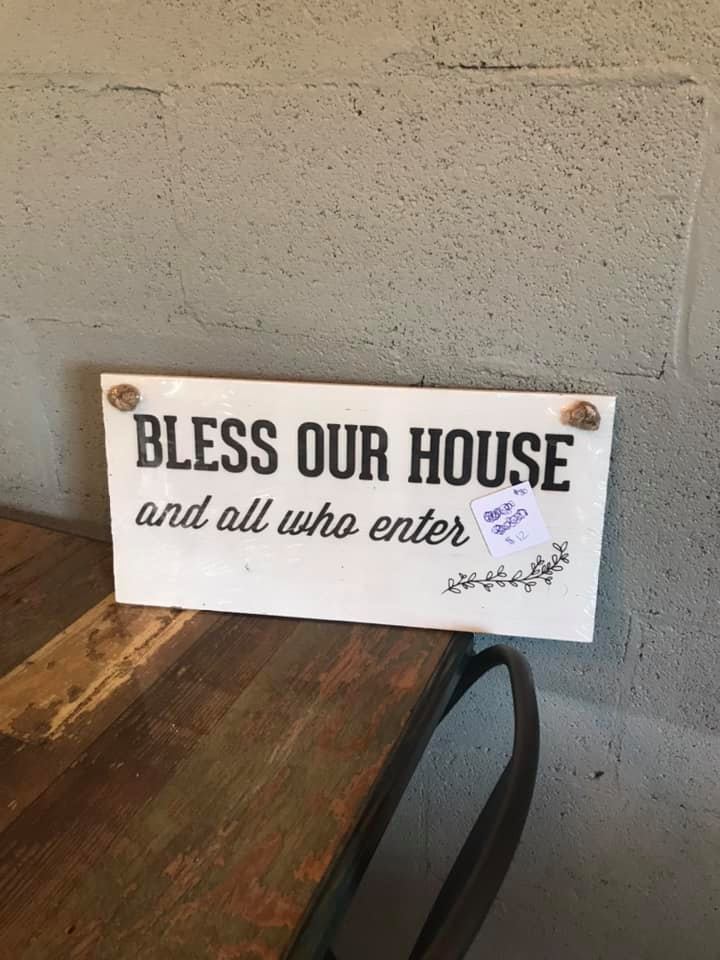 BLESS OUR HOUSE
and all who enter
$12